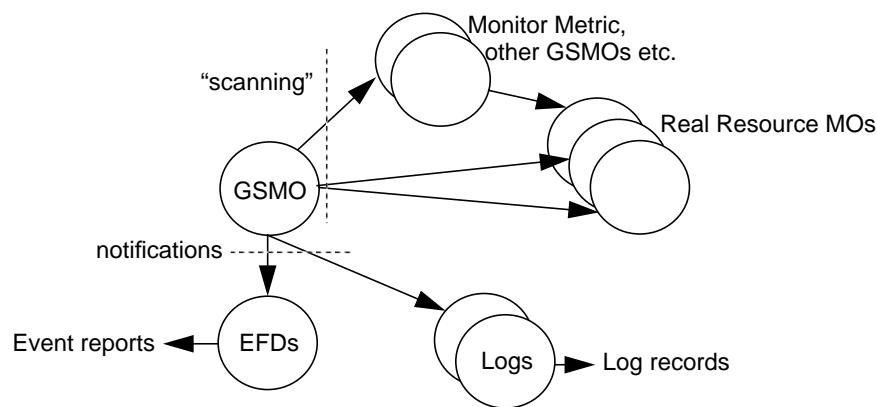 Monitor Metric,
other GSMOs etc.
“scanning”
Real Resource MOs
GSMO
notifications
Event reports
EFDs
Logs
Log records